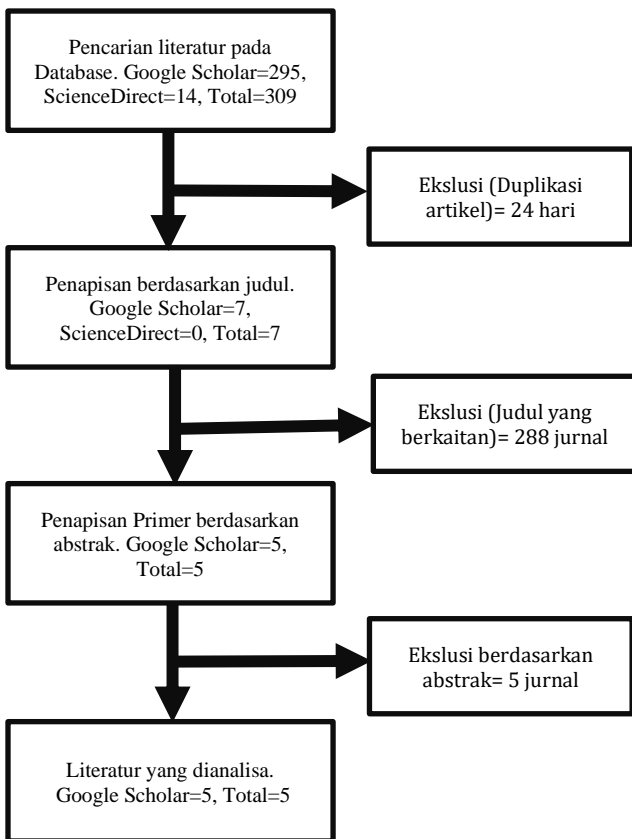 Pencarian literatur pada
Database. Google Scholar=295,
ScienceDirect=14, Total=309
Ekslusi (Duplikasi
artikel)= 24 hari
Penapisan berdasarkan judul.
Google Scholar=7,
ScienceDirect=0, Total=7
Ekslusi (Judul yang
berkaitan)= 288 jurnal
Penapisan Primer berdasarkan
abstrak. Google Scholar=5,
Total=5
Ekslusi berdasarkan
abstrak= 5 jurnal
Literatur yang dianalisa.
Google Scholar=5, Total=5